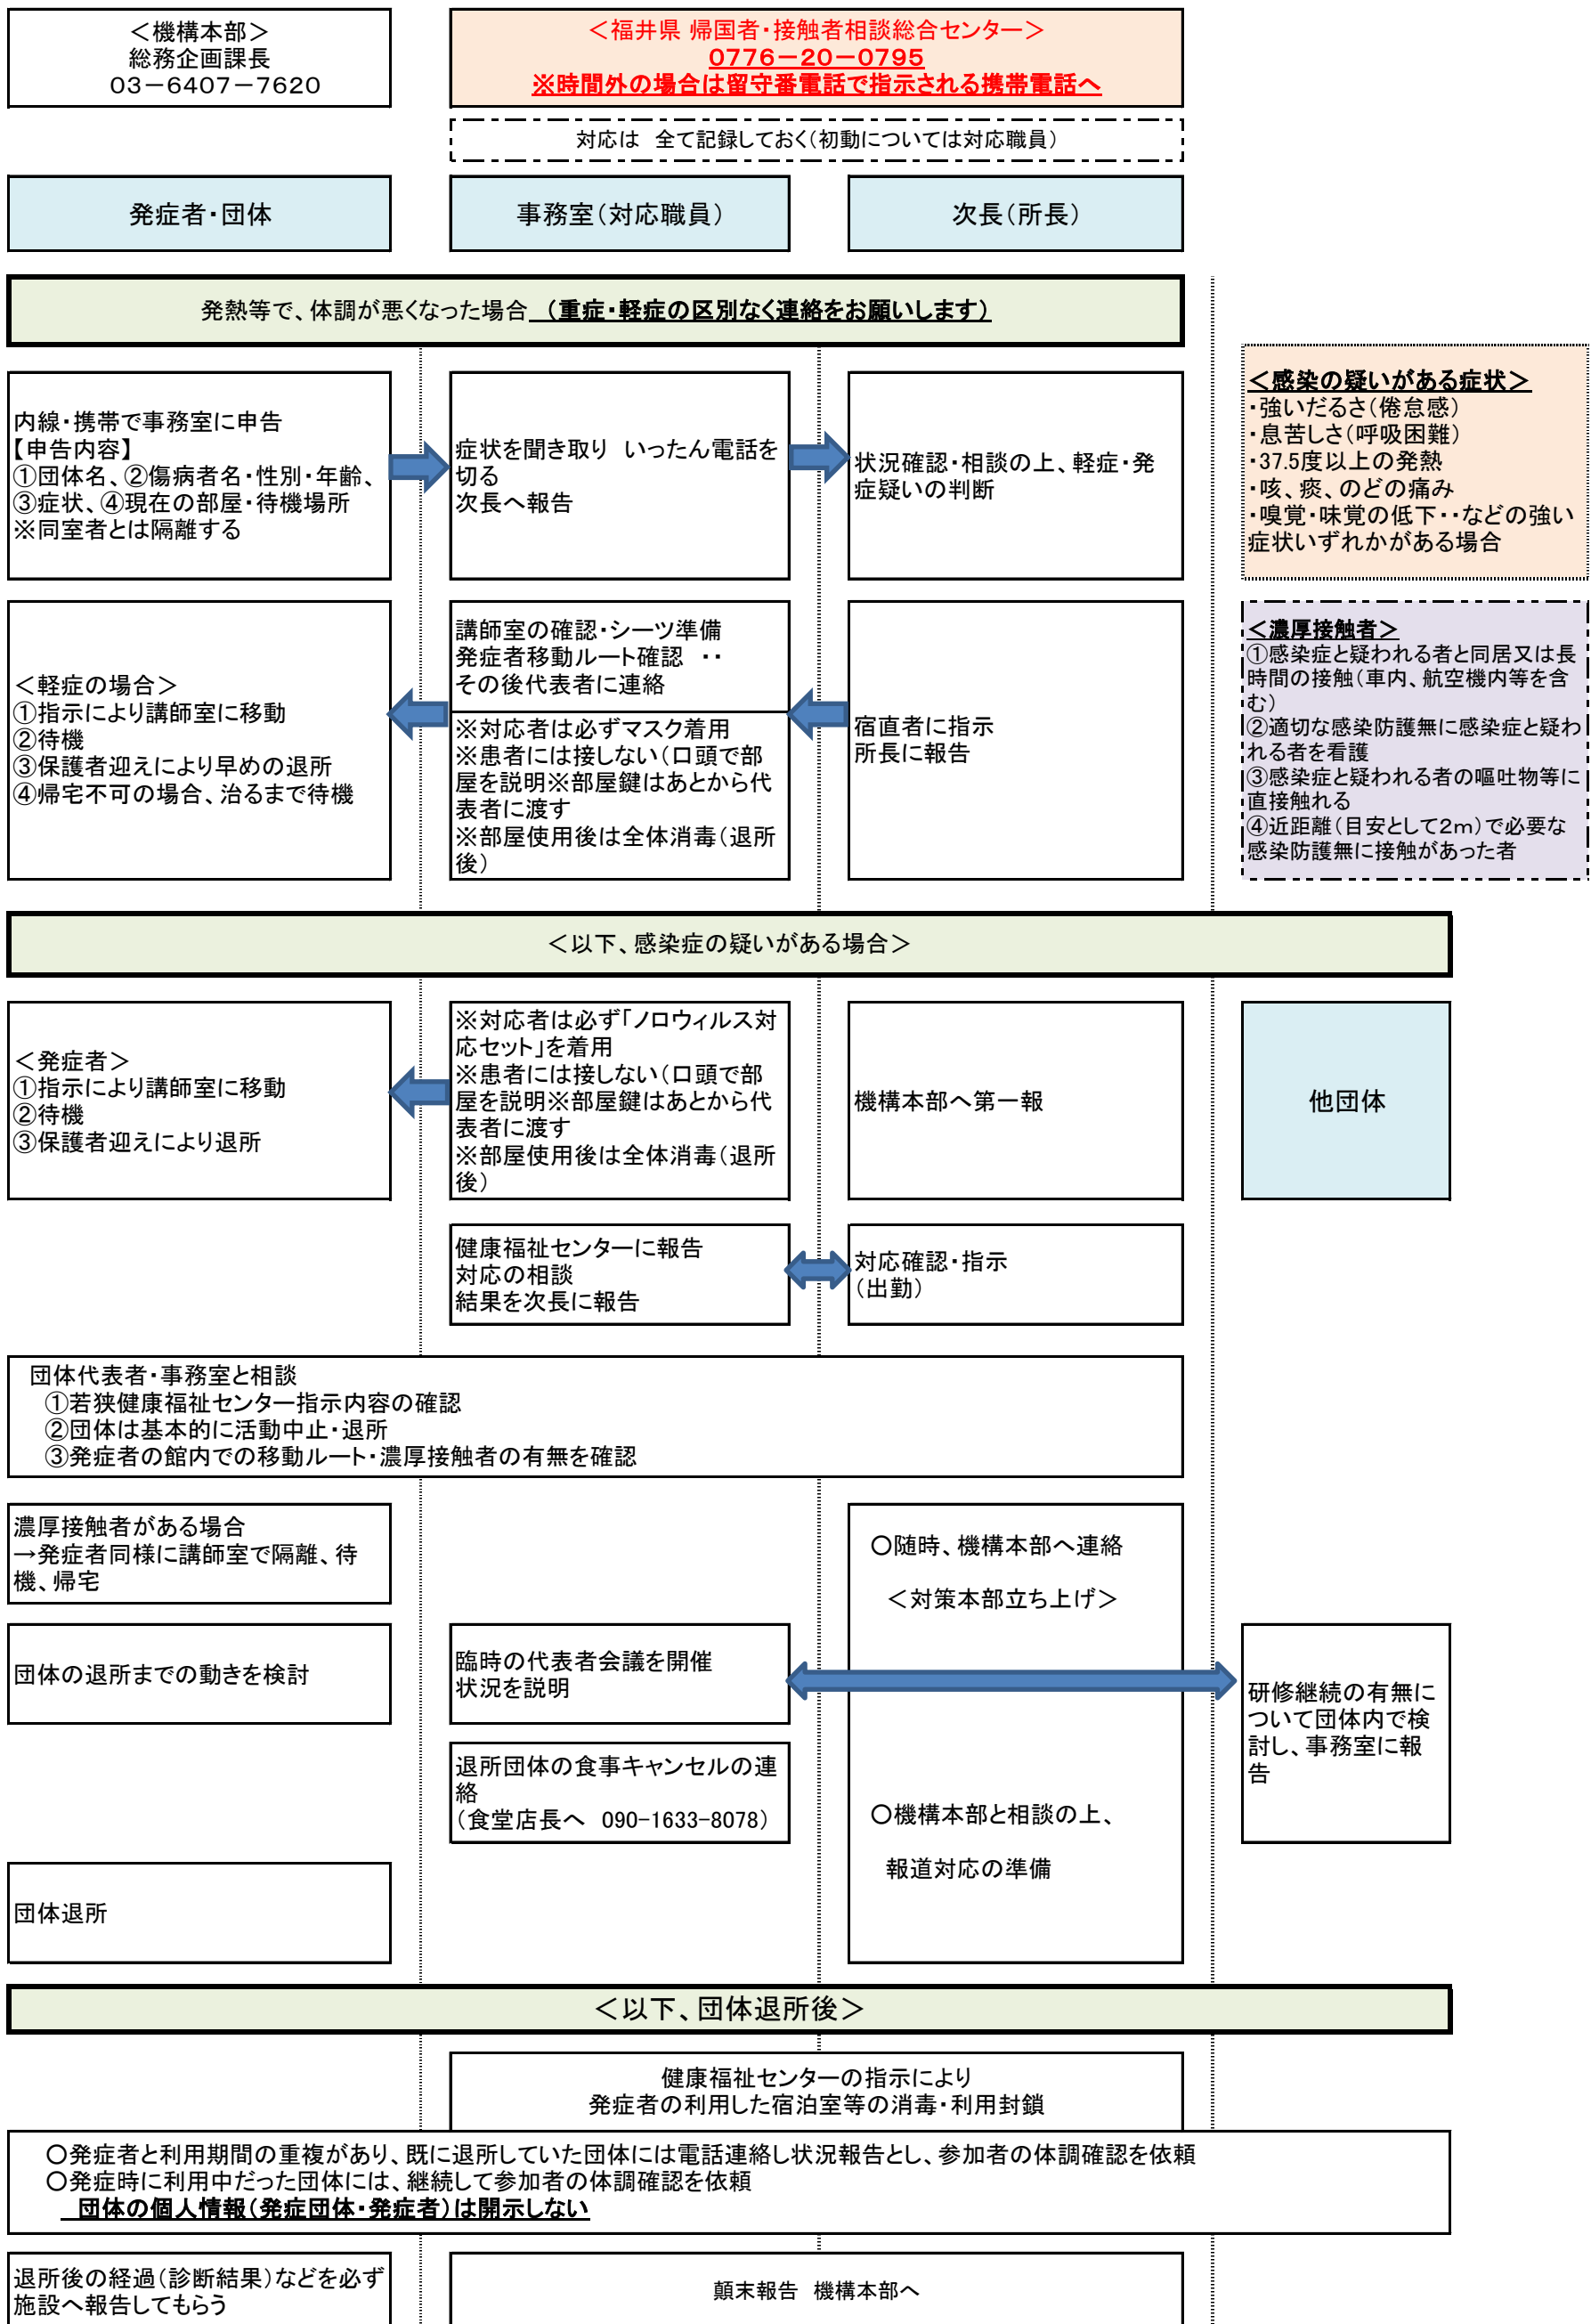 ＜機構本部＞
総務企画課長
03－6407－7620
＜福井県 帰国者・接触者相談総合センター＞
0776－20－0795
※時間外の場合は留守番電話で指示される携帯電話へ
対応は　全て記録しておく（初動については対応職員）
発症者・団体
事務室（対応職員）
次長（所長）
発熱等で、体調が悪くなった場合　（重症・軽症の区別なく連絡をお願いします）
内線・携帯で事務室に申告
【申告内容】
①団体名、②傷病者名・性別・年齢、
③症状、④現在の部屋・待機場所
※同室者とは隔離する
症状を聞き取り　いったん電話を
切る
次長へ報告
状況確認・相談の上、軽症・発
症疑いの判断
＜感染の疑いがある症状＞
・強いだるさ（倦怠感）
・息苦しさ（呼吸困難）
・37.5度以上の発熱
・咳、痰、のどの痛み
・嗅覚・味覚の低下・・などの強い
症状いずれかがある場合
＜軽症の場合＞
①指示により講師室に移動
②待機
③保護者迎えにより早めの退所
④帰宅不可の場合、治るまで待機
講師室の確認・シーツ準備
発症者移動ルート確認　・・
その後代表者に連絡
※対応者は必ずマスク着用
※患者には接しない（口頭で部
屋を説明※部屋鍵はあとから代
表者に渡す
※部屋使用後は全体消毒（退所
後）
宿直者に指示
所長に報告
＜濃厚接触者＞
①感染症と疑われる者と同居又は長
時間の接触（車内、航空機内等を含
む）
②適切な感染防護無に感染症と疑わ
れる者を看護
③感染症と疑われる者の嘔吐物等に
直接触れる
④近距離（目安として2ｍ）で必要な
感染防護無に接触があった者
＜以下、感染症の疑いがある場合＞
＜発症者＞
①指示により講師室に移動
②待機
③保護者迎えにより退所
※対応者は必ず「ノロウィルス対
応セット」を着用
※患者には接しない（口頭で部
屋を説明※部屋鍵はあとから代
表者に渡す
※部屋使用後は全体消毒（退所
後）
機構本部へ第一報
他団体
健康福祉センターに報告
対応の相談
結果を次長に報告
対応確認・指示
（出勤）
団体代表者・事務室と相談
①若狭健康福祉センター指示内容の確認
②団体は基本的に活動中止・退所
③発症者の館内での移動ルート・濃厚接触者の有無を確認
濃厚接触者がある場合
→発症者同様に講師室で隔離、待
機、帰宅
〇随時、機構本部へ連絡
＜対策本部立ち上げ＞
団体の退所までの動きを検討
臨時の代表者会議を開催
状況を説明
研修継続の有無に
ついて団体内で検
討し、事務室に報
告
退所団体の食事キャンセルの連
絡
（食堂店長へ　090-1633-8078）
〇機構本部と相談の上、
報道対応の準備
団体退所
＜以下、団体退所後＞
健康福祉センターの指示により
発症者の利用した宿泊室等の消毒・利用封鎖
〇発症者と利用期間の重複があり、既に退所していた団体には電話連絡し状況報告とし、参加者の体調確認を依頼
〇発症時に利用中だった団体には、継続して参加者の体調確認を依頼
団体の個人情報（発症団体・発症者）は開示しない
退所後の経過（診断結果）などを必ず
施設へ報告してもらう
顛末報告　機構本部へ